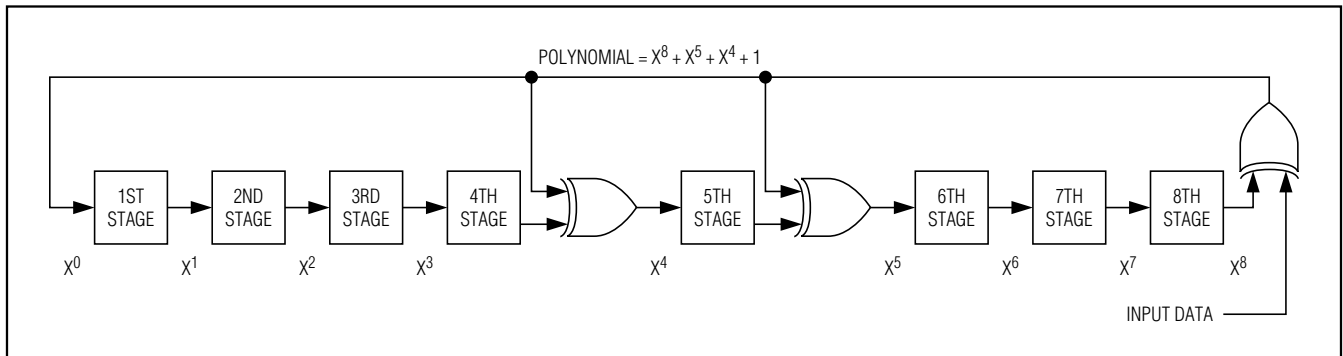 POLYNOMIAL = X⁸ + X⁵ + X⁴ + 1
1ST
STAGE
2ND
STAGE
3RD
STAGE
4TH
STAGE
5TH
STAGE
6TH
STAGE
7TH
STAGE
8TH
STAGE
X⁰
X¹
X²
X³
X⁴
X⁵
X⁶
X⁷
X⁸
INPUT DATA